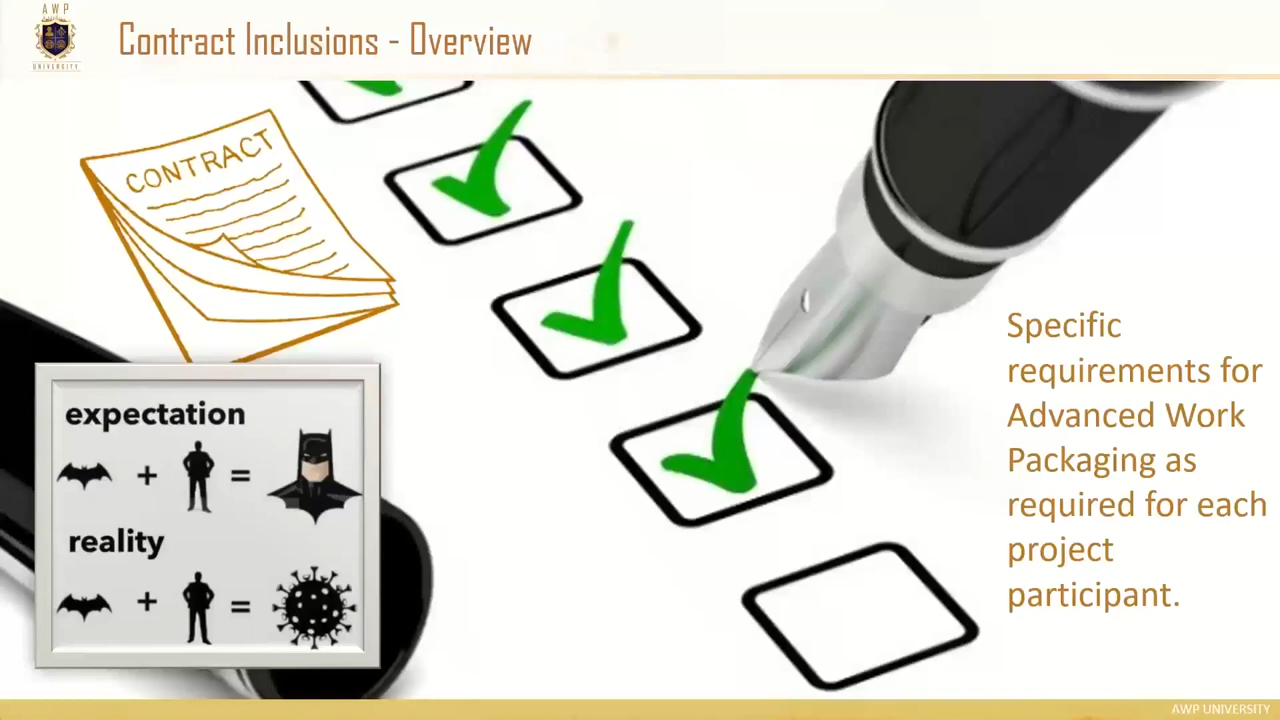 AWP
UNIVERSITY
Contract Inclusions - Overview
CONTRACT
expectation
+ =
reality
+ =
Specific
requirements for
Advanced Work
Packaging as
required for each
project
participant.
AWP UNIVERSITY